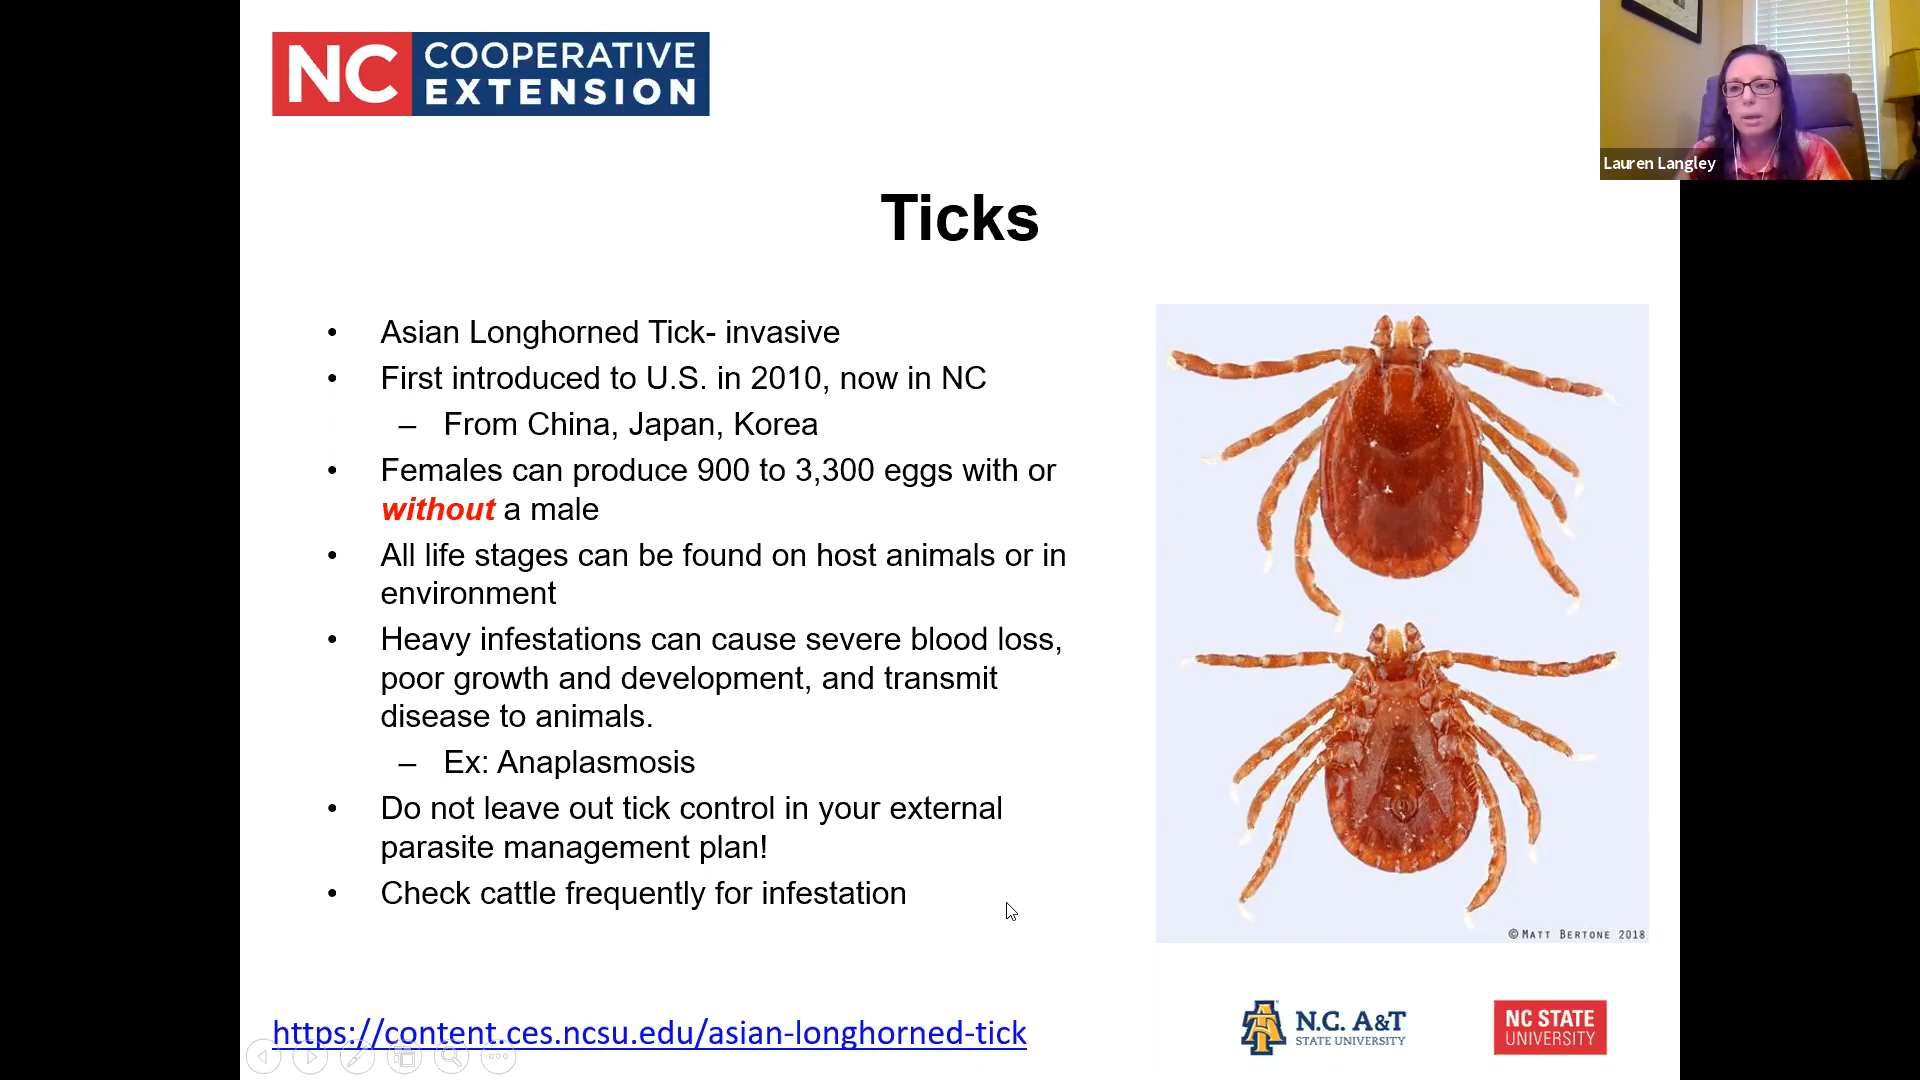 NC COOPERATIVE
EXTENSION
Lauren Langley
Ticks
• Asian Longhorned Tick- invasive
• First introduced to U.S. in 2010, now in NC
– From China, Japan, Korea
• Females can produce 900 to 3,300 eggs with or
without a male
• All life stages can be found on host animals or in
environment
• Heavy infestations can cause severe blood loss,
poor growth and development, and transmit
disease to animals.
– Ex: Anaplasmosis
• Do not leave out tick control in your external
parasite management plan!
• Check cattle frequently for infestation
©MATT BERTONE 2018
https://content.ces.ncsu.edu/asian-longhorned-tick
N.C. A&T
STATE UNIVERSITY
NC STATE
UNIVERSITY